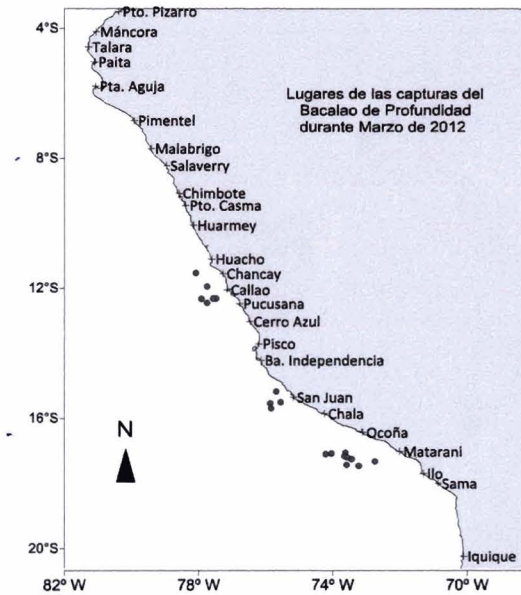 4°S
Pto. Pizarro
Máncora
Talara
Paita
Pta. Aguja
Lugares de las capturas del
Bacalao de Profundidad
durante Marzo de 2012
Pimentel
Malabrigo
8°S
Salaverry
Chimbote
Pto. Casma
Huarmey
Huacho
Chancay
12°S
Callao
Pucusana
Cerro Azul
Pisco
Ba. Independencia
San Juan
Chala
16°S
Ocoña
N
Matarani
Ilo
Sama
20°S
Iquique
82°W
78°W
74°W
70°W